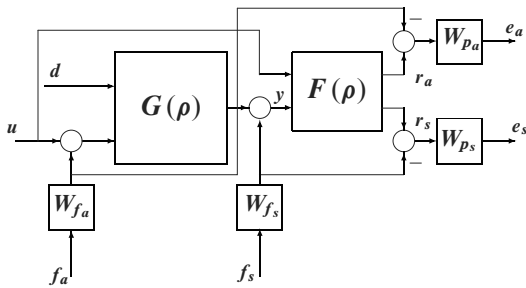 −
W_{p_a}
e_a
d
y
G(ρ)
F(ρ)
r_a
u
r_s
W_{p_s}
e_s
−
W_{f_a}
W_{f_s}
f_a
f_s